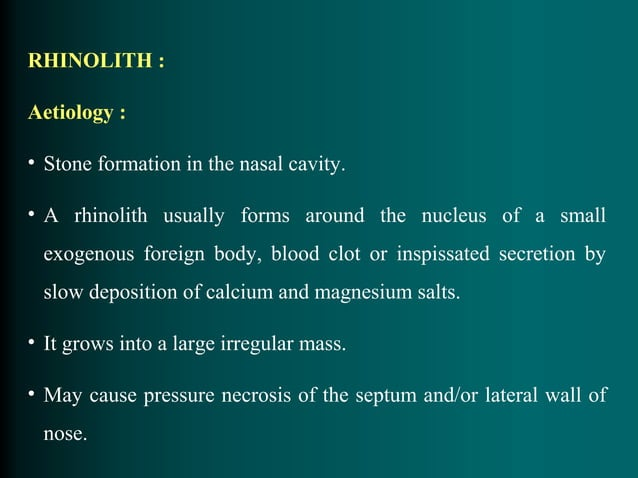 RHINOLITH :
Aetiology :
• Stone formation in the nasal cavity.
• A rhinolith usually forms around the nucleus of a small
exogenous foreign body, blood clot or inspissated secretion by
slow deposition of calcium and magnesium salts.
• It grows into a large irregular mass.
• May cause pressure necrosis of the septum and/or lateral wall of
nose.